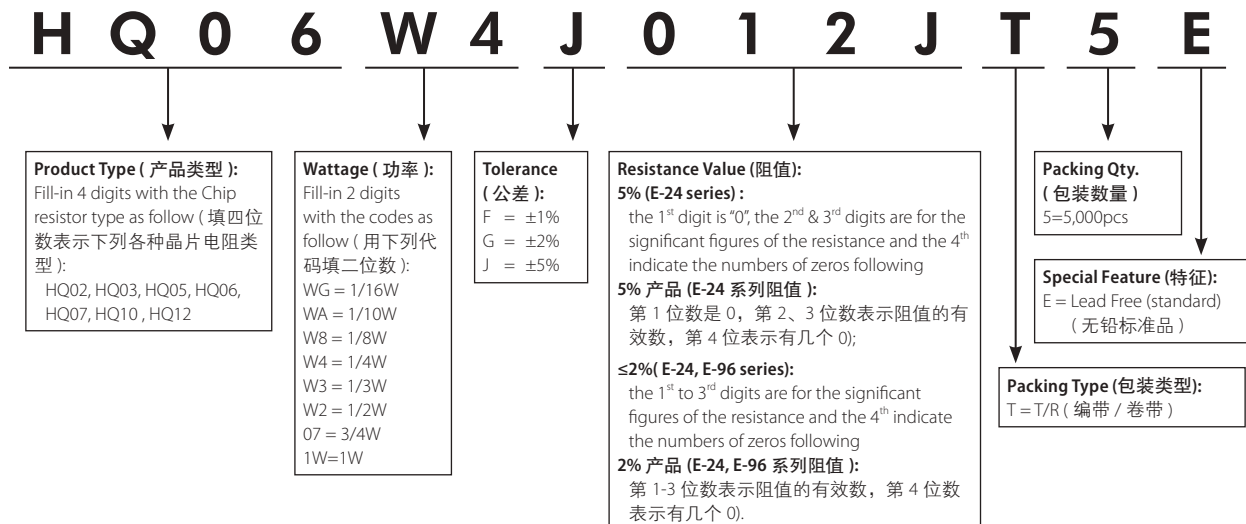 H Q 0 6 W 4 J 0 1 2 J T 5 E
Product Type ( 产品类型 ):
Fill-in 4 digits with the Chip
resistor type as follow ( 填四位
数表示下列各种晶片电阻类
型 ):
HQ02, HQ03, HQ05, HQ06,
HQ07, HQ10 , HQ12
Wattage ( 功率 ):
Fill-in 2 digits
with the codes as
follow ( 用下列代
码填二位数 ):
WG = 1/16W
WA = 1/10W
W8 = 1/8W
W4 = 1/4W
W3 = 1/3W
W2 = 1/2W
07 = 3/4W
1W=1W
Tolerance
( 公差 ):
F = ±1%
G = ±2%
J = ±5%
Resistance Value (阻值):
5% (E-24 series) :
the 1st digit is “0”, the 2nd & 3rd digits are for the
significant figures of the resistance and the 4th
indicate the numbers of zeros following
5% 产品 (E-24 系列阻值 ):
第 1 位数是 0，第 2、3 位数表示阻值的有
效数，第 4 位表示有几个 0);
≤2%( E-24, E-96 series):
the 1st to 3rd digits are for the significant
figures of the resistance and the 4th indicate
the numbers of zeros following
2% 产品 (E-24, E-96 系列阻值 ):
第 1-3 位数表示阻值的有效数，第 4 位数
表示有几个 0).
Packing Qty.
( 包装数量 )
5=5,000pcs
Special Feature (特征):
E = Lead Free (standard)
( 无铅标准品 )
Packing Type (包装类型):
T = T/R ( 编带 / 卷带 )